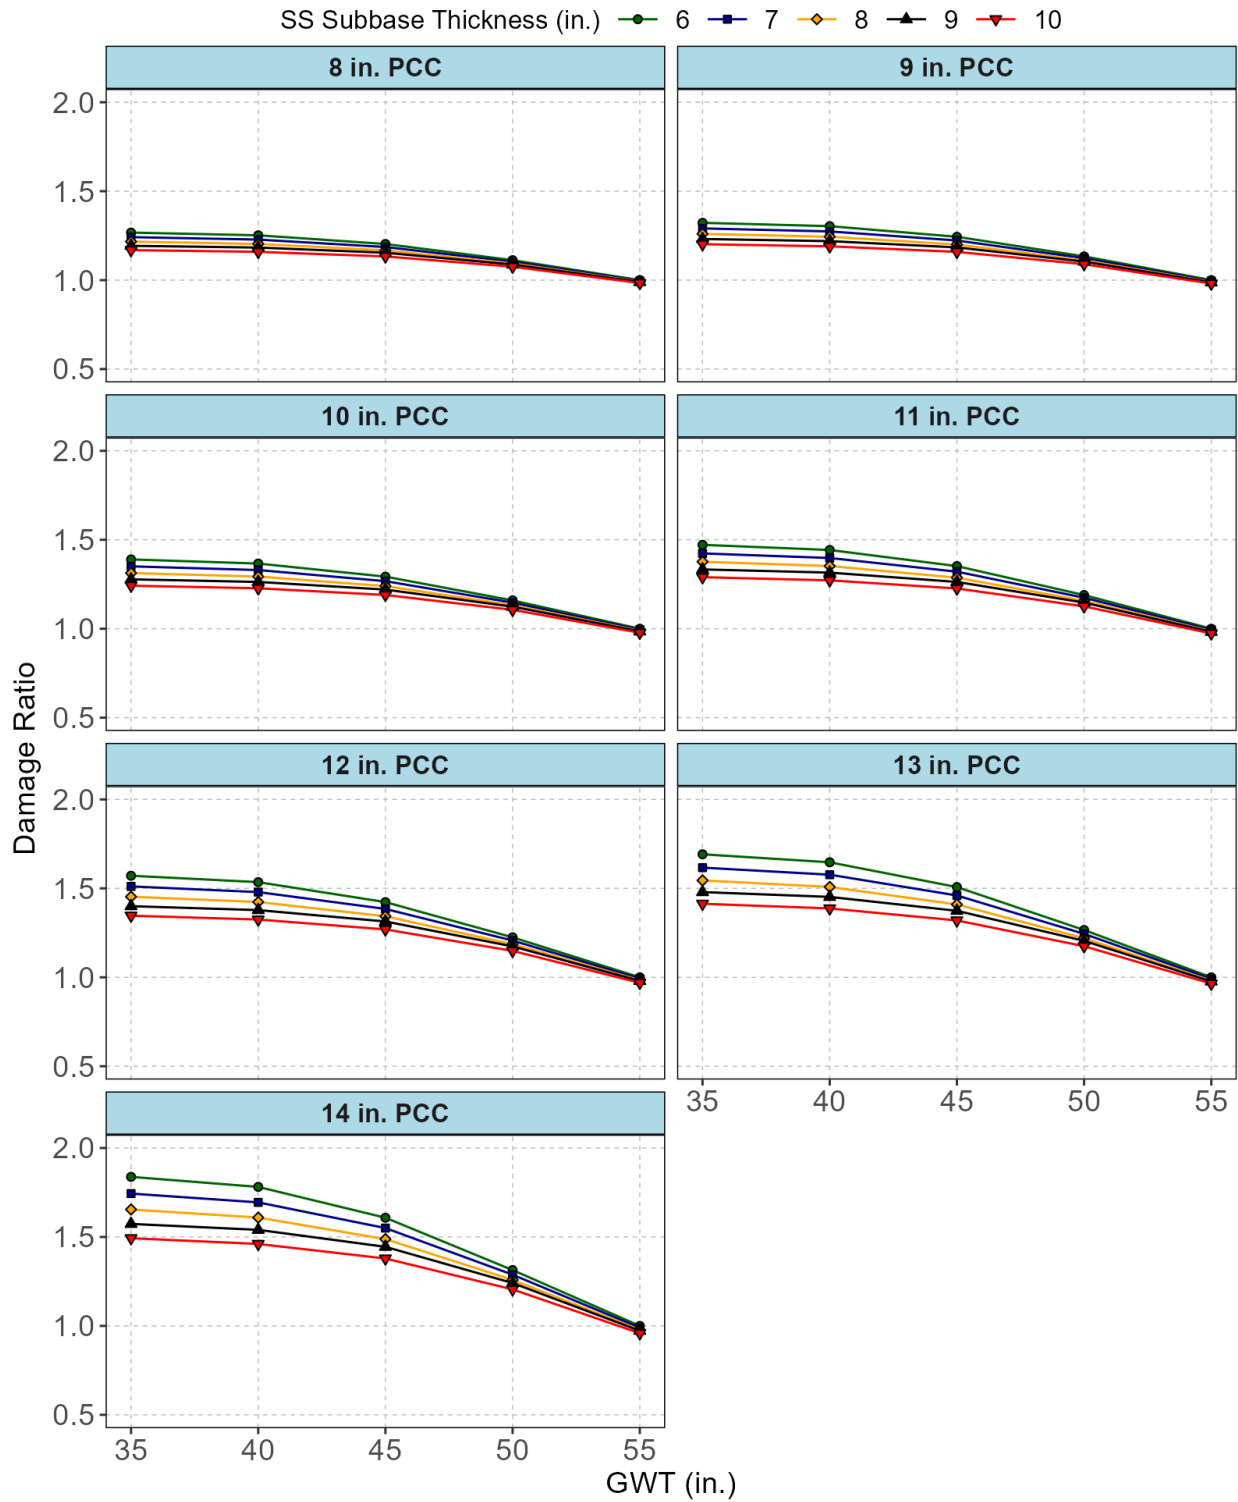 SS Subbase Thickness (in.) 6 7 8 9 10
8 in. PCC 9 in. PCC
2.0
1.5
1.0
0.5
10 in. PCC 11 in. PCC
2.0
1.5
1.0
0.5
Damage Ratio
12 in. PCC 13 in. PCC
2.0
1.5
1.0
0.5
35 40 45 50 55
14 in. PCC
2.0
1.5
1.0
0.5
35 40 45 50 55
GWT (in.)